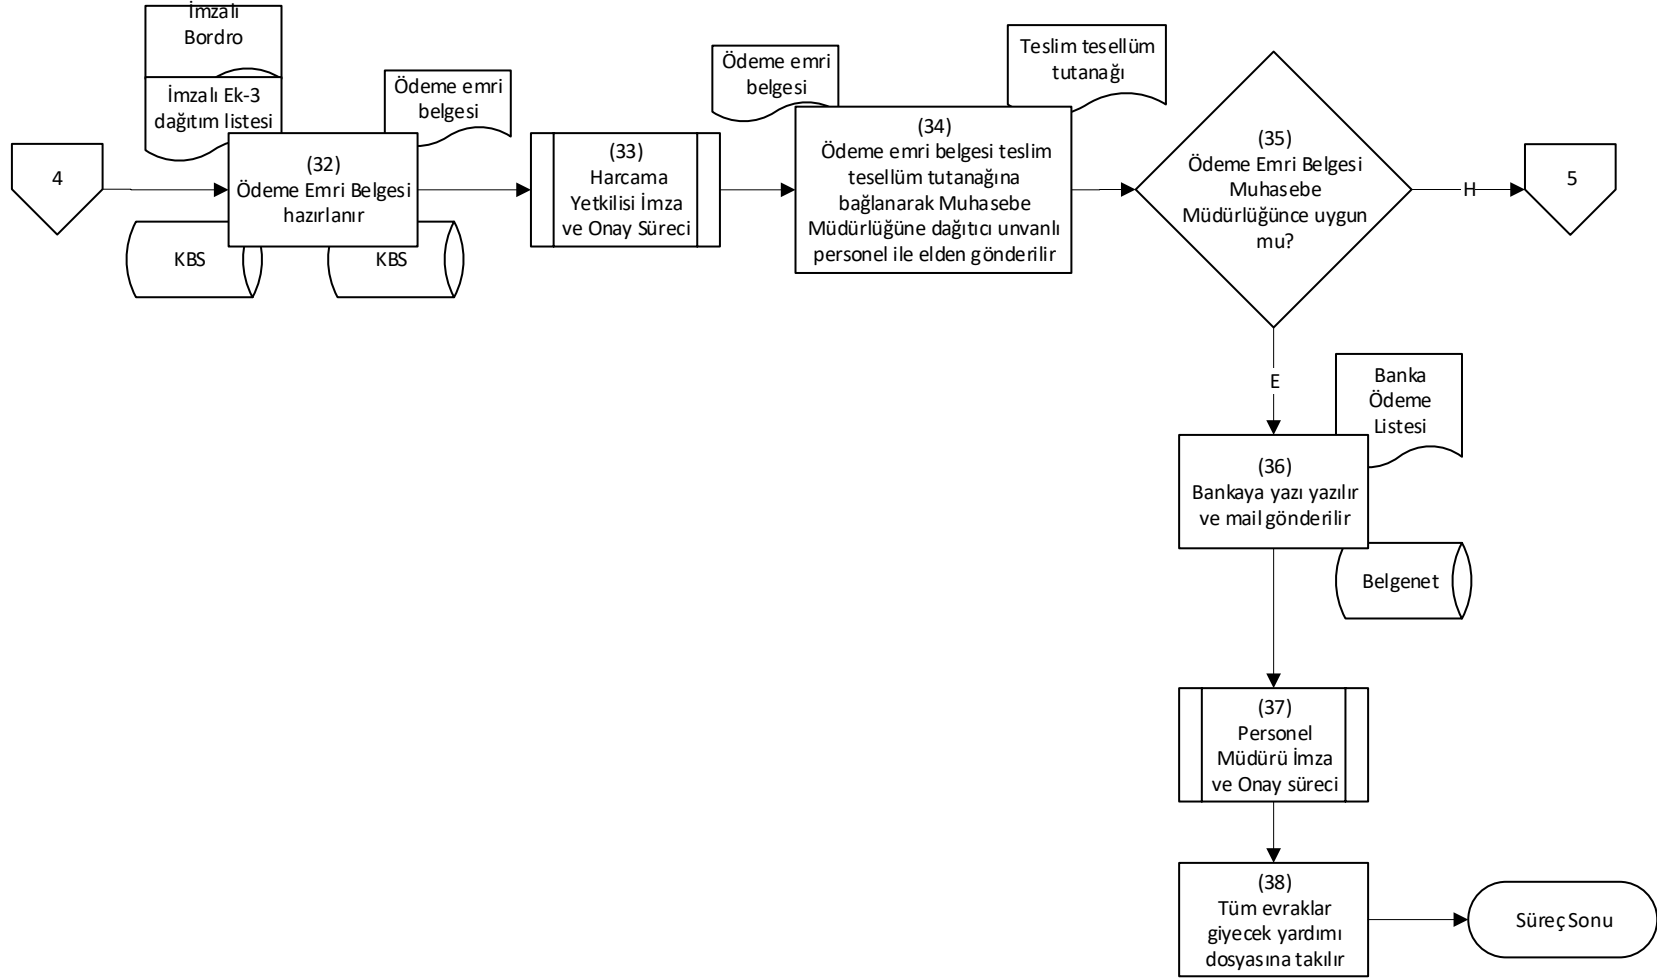 İmzalı
Bordro
İmzalı Ek-3
dağıtım listesi
Ödeme emri
belgesi
4
(32)
Ödeme Emri Belgesi
hazırlanır
KBS
KBS
(33)
Harcama
Yetkilisi İmza
ve Onay Süreci
Ödeme emri
belgesi
Teslim tesellüm
tutanağı
(34)
Ödeme emri belgesi teslim
tesellüm tutanağına
bağlanarak Muhasebe
Müdürlüğüne dağıtıcı unvanlı
personel ile elden gönderilir
(35)
Ödeme Emri Belgesi
Muhasebe
Müdürlüğünce uygun
mu?
H
5
E
Banka
Ödeme
Listesi
(36)
Bankaya yazı yazılır
ve mail gönderilir
Belgenet
(37)
Personel
Müdürü İmza
ve Onay süreci
(38)
Tüm evraklar
giyecek yardımı
dosyasına takılır
Süreç Sonu